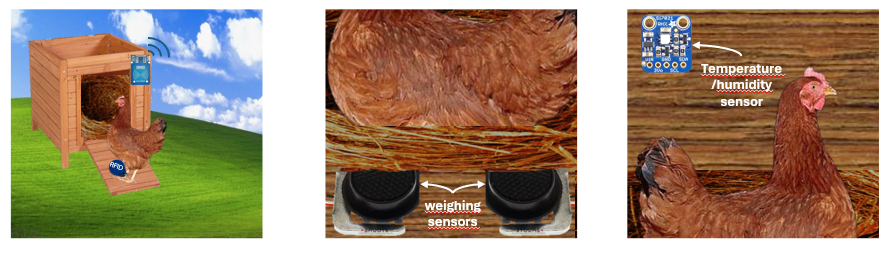 RFID
weighing
sensors
Temperature
/humidity
sensor